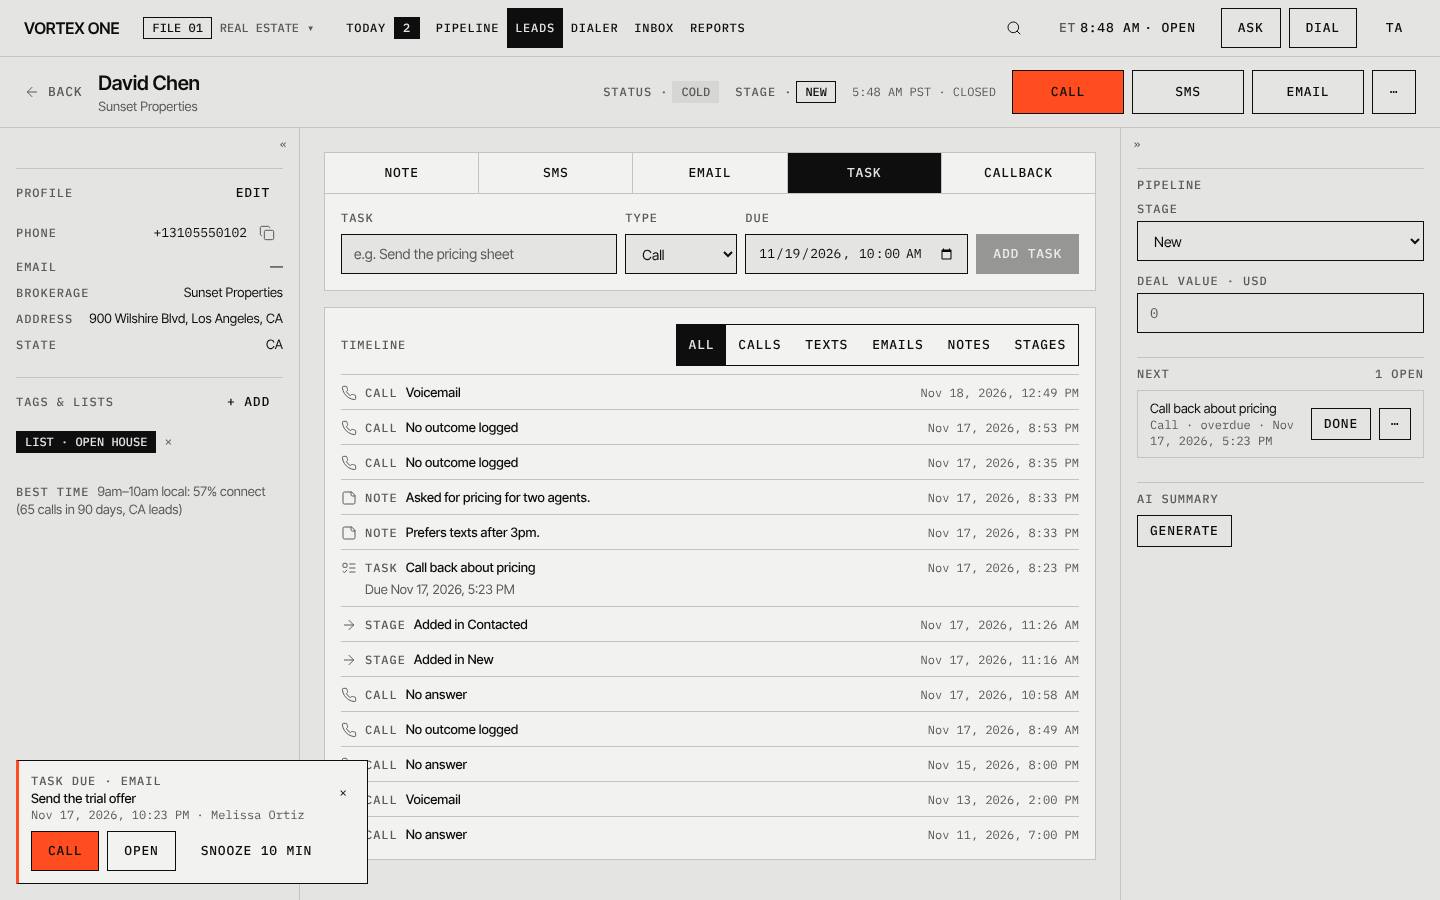 VORTEX ONE
FILE 01 REAL ESTATE ▾
TODAY 2 PIPELINE LEADS DIALER INBOX REPORTS
ET 8:48 AM · OPEN
ASK
DIAL
TA
← BACK
David Chen
Sunset Properties
STATUS · COLD
STAGE · NEW
5:48 AM PST · CLOSED
CALL
SMS
EMAIL
⋯
«
PROFILE EDIT
PHONE +13105550102
EMAIL —
BROKERAGE Sunset Properties
ADDRESS 900 Wilshire Blvd, Los Angeles, CA
STATE CA
TAGS & LISTS + ADD
LIST · OPEN HOUSE ×
BEST TIME 9am–10am local: 57% connect
(65 calls in 90 days, CA leads)
NOTE SMS EMAIL TASK CALLBACK
TASK TYPE DUE
e.g. Send the pricing sheet Call 11/19/2026, 10:00 AM ADD TASK
TIMELINE ALL CALLS TEXTS EMAILS NOTES STAGES
CALL Voicemail Nov 18, 2026, 12:49 PM
CALL No outcome logged Nov 17, 2026, 8:53 PM
CALL No outcome logged Nov 17, 2026, 8:35 PM
NOTE Asked for pricing for two agents. Nov 17, 2026, 8:33 PM
NOTE Prefers texts after 3pm. Nov 17, 2026, 8:33 PM
TASK Call back about pricing Nov 17, 2026, 8:23 PM
Due Nov 17, 2026, 5:23 PM
STAGE Added in Contacted Nov 17, 2026, 11:26 AM
STAGE Added in New Nov 17, 2026, 11:16 AM
CALL No answer Nov 17, 2026, 10:58 AM
CALL No outcome logged Nov 17, 2026, 8:49 AM
CALL No answer Nov 15, 2026, 8:00 PM
CALL Voicemail Nov 13, 2026, 2:00 PM
CALL No answer Nov 11, 2026, 7:00 PM
»
PIPELINE
STAGE
New
DEAL VALUE · USD
0
NEXT 1 OPEN
Call back about pricing
Call · overdue · Nov
17, 2026, 5:23 PM
DONE
⋯
AI SUMMARY
GENERATE
TASK DUE · EMAIL
Send the trial offer ×
Nov 17, 2026, 10:23 PM · Melissa Ortiz
CALL OPEN SNOOZE 10 MIN